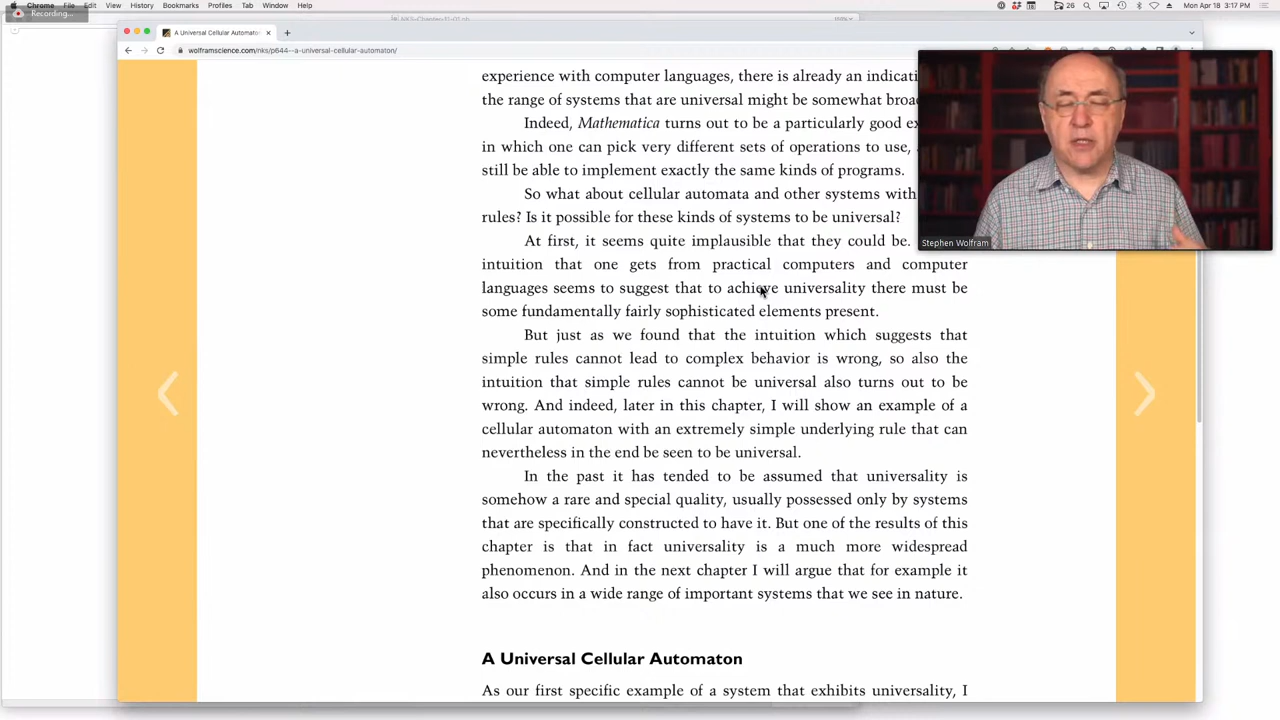 Chrome File Edit View History Bookmarks Profiles Tab Window Help
26 Mon Apr 18 3:17 PM
Recording...
A Universal Cellular Automato
wolframscience.com/nks/p644--a-universal-cellular-automaton/
experience with computer languages, there is already an indicati
the range of systems that are universal might be somewhat broa
Indeed, Mathematica turns out to be a particularly good ex
in which one can pick very different sets of operations to use,
still be able to implement exactly the same kinds of programs.
So what about cellular automata and other systems with
rules? Is it possible for these kinds of systems to be universal?
At first, it seems quite implausible that they could be.
intuition that one gets from practical computers and computer
languages seems to suggest that to achieve universality there must be
some fundamentally fairly sophisticated elements present.
But just as we found that the intuition which suggests that
simple rules cannot lead to complex behavior is wrong, so also the
intuition that simple rules cannot be universal also turns out to be
wrong. And indeed, later in this chapter, I will show an example of a
cellular automaton with an extremely simple underlying rule that can
nevertheless in the end be seen to be universal.
In the past it has tended to be assumed that universality is
somehow a rare and special quality, usually possessed only by systems
that are specifically constructed to have it. But one of the results of this
chapter is that in fact universality is a much more widespread
phenomenon. And in the next chapter I will argue that for example it
also occurs in a wide range of important systems that we see in nature.
A Universal Cellular Automaton
As our first specific example of a system that exhibits universality, I
Stephen Wolfram